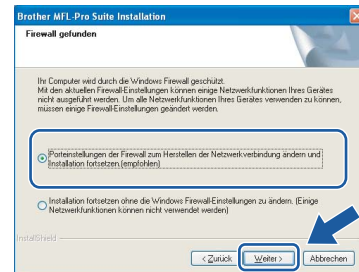 Brother MFL-Pro Suite Installation
Firewall gefunden
Ihr Computer wird durch die Windows Firewall geschützt.
Mit den aktuellen Firewall-Einstellungen können einige Netzwerkfunktionen Ihres Gerätes
nicht ausgeführt werden. Um alle Netzwerkfunktionen Ihres Gerätes verwenden zu können,
müssen einige Firewall-Einstellungen geändert werden.
Porteinstellungen der Firewall zum Herstellen der Netzwerkverbindung ändern und
Installation fortsetzen.(empfohlen)
Installation fortsetzen ohne die Windows Firewall-Einstellungen zu ändern. (Einige
Netzwerkfunktionen können nicht verwendet werden)
InstallShield
< Zurück Weiter > Abbrechen